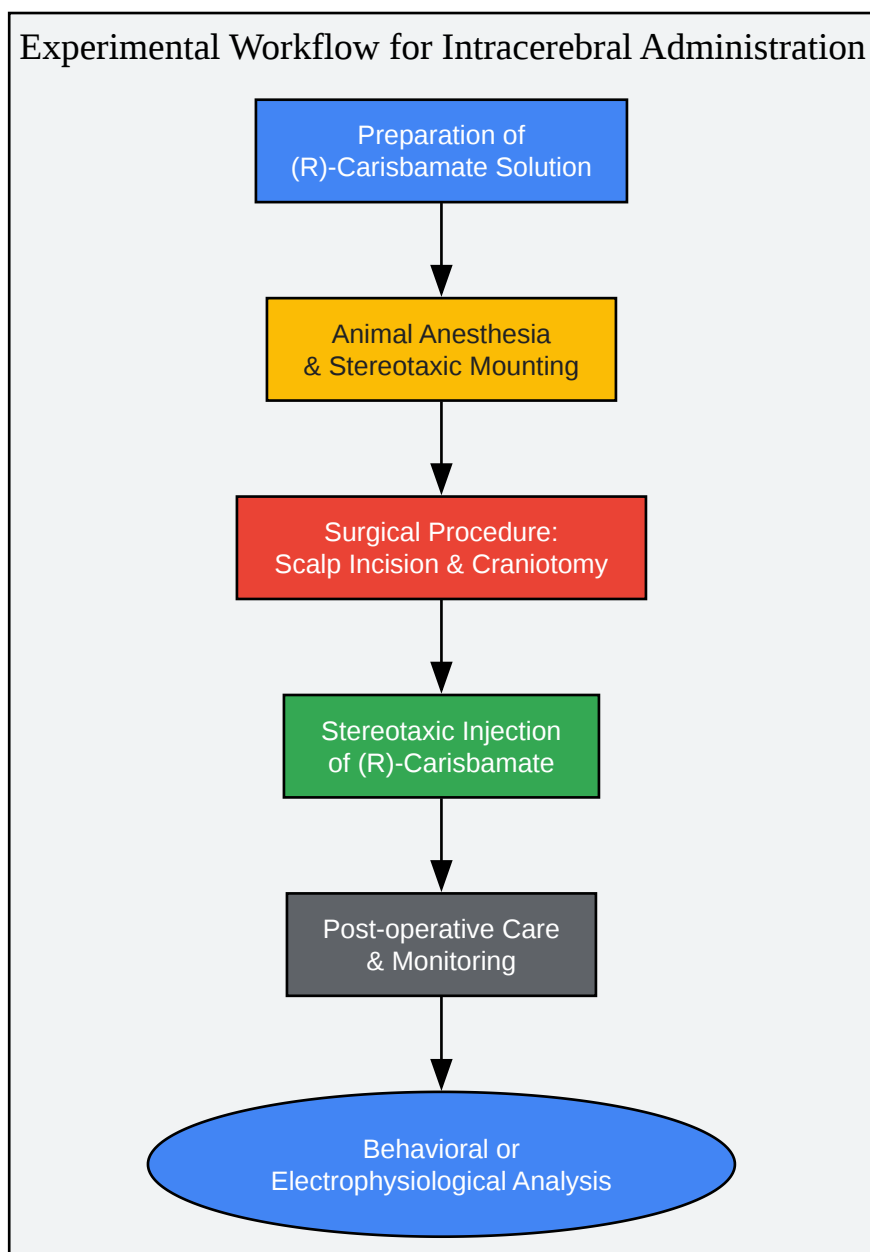 Experimental Workflow for Intracerebral Administration
Preparation of
(R)-Carisbamate Solution
Animal Anesthesia
& Stereotaxic Mounting
Surgical Procedure:
Scalp Incision & Craniotomy
Stereotaxic Injection
of (R)-Carisbamate
Post-operative Care
& Monitoring
Behavioral or
Electrophysiological Analysis